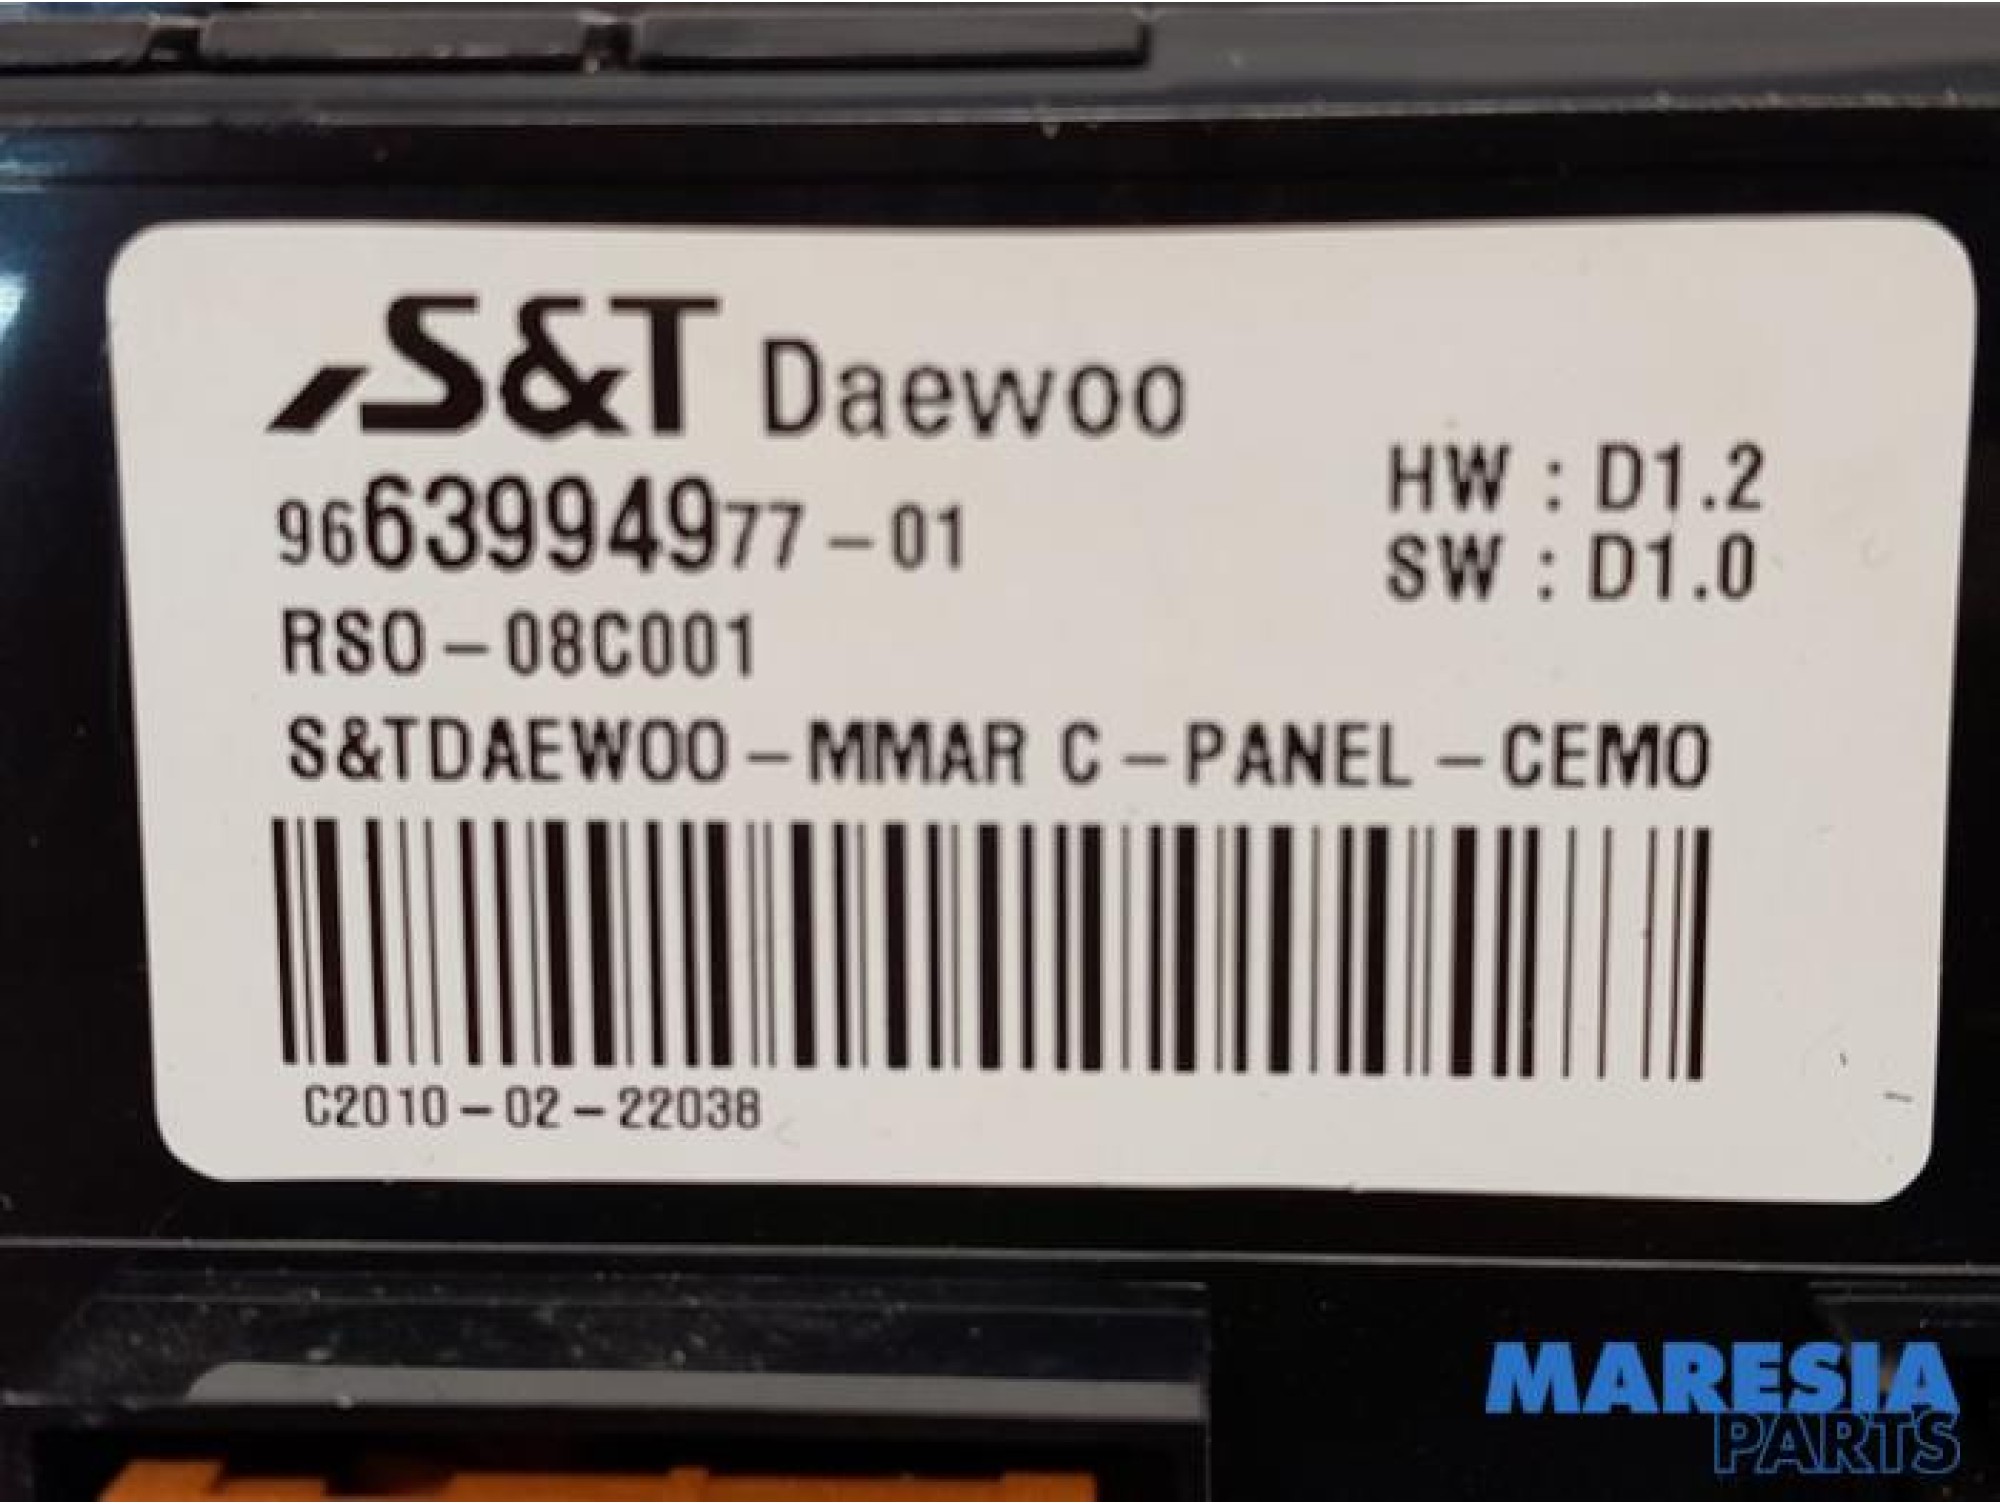 S&T Daewoo
9663994977-01
HW : D1.2
SW : D1.0
RSO-08C001
S&TDAEWOO-MMAR C-PANEL-CEMO
C2010-02-22038
MARESIA
PARTS